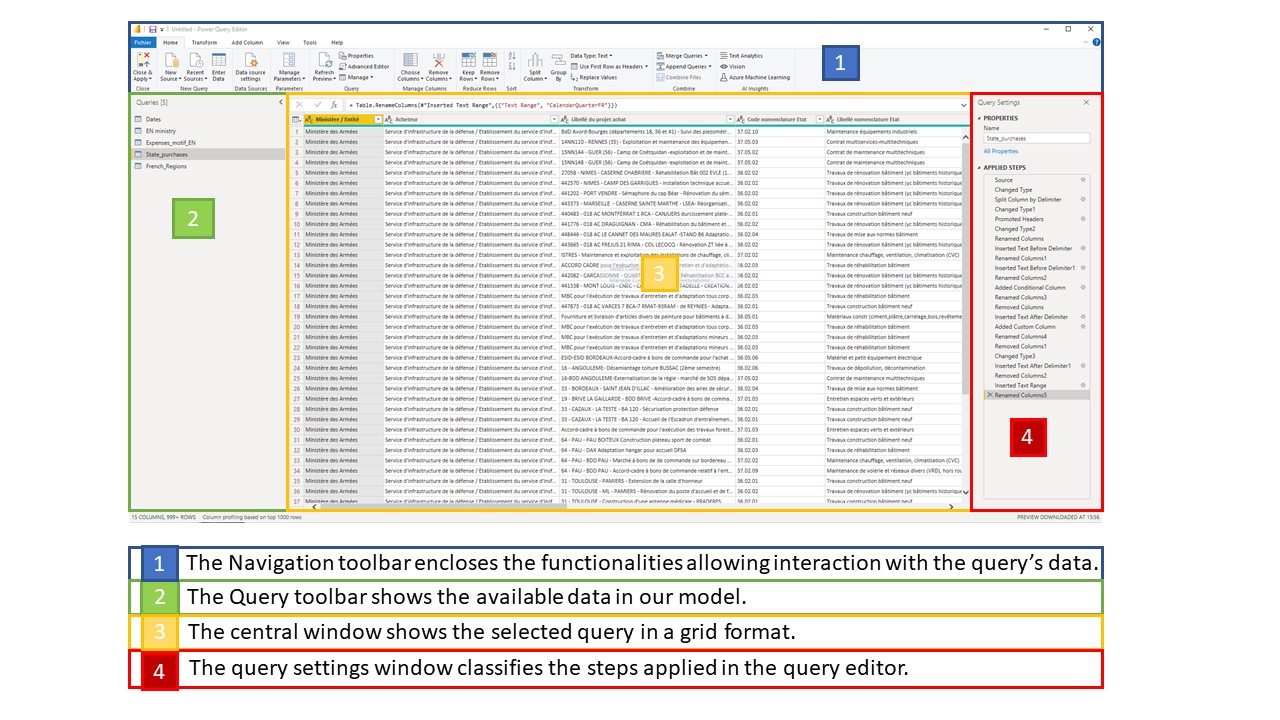 Untitled - Power Query Editor
Fichier Home Transform Add Column View Tools Help
Close & Apply New Source Recent Sources Enter Data Data source settings Manage Parameters Refresh Preview Properties Advanced Editor Manage Choose Columns Remove Columns Keep Rows Remove Rows Split Column Group By Data Type: Text Use First Row as Headers Replace Values Merge Queries Append Queries Combine Files Text Analytics Vision Azure Machine Learning
Close New Query Data Sources Parameters Query Manage Columns Reduce Rows Sort Transform Combine AI Insights
1
Queries [5]
Dates
EN ministry
Expenses_motif_EN
State_purchases
French_Regions
2
= Table.RenameColumns(#"Inserted Text Range",{{"Text Range", "CalendarQuarterFR"}})
Ministère / Entité Acheteur Libellé du projet achat Code nomenclature Etat Libellé nomenclature Etat
1 Ministère des Armées Service d'infrastructure de la défense / Etablissement du service d'insf... BdD Avord-Bourges (départements 18, 36 et 41) - Suivi des piezomètr... 37.02.10 Maintenance équipements industriels
2 Ministère des Armées Service d'infrastructure de la défense / Etablissement du service d'insf... 14NN110 - RENNES (35) - Exploitation et maintenance des équipemen... 37.05.03 Contrat multitechniques
3 Ministère des Armées Service d'infrastructure de la défense / Etablissement du service d'insf... 15NN144 - GUER (56) - Camp de Coëtquidan -exploitation et de maint... 37.05.02 Contrat de maintenance multitechniques
4 Ministère des Armées Service d'infrastructure de la défense / Etablissement du service d'insf... 15NN148 - GUER (56) - Camp de Coëtquidan -exploitation et de maint... 37.05.02 Contrat de maintenance multitechniques
5 Ministère des Armées Service d'infrastructure de la défense / Etablissement du service d'insf... 27058 - NIMES - CASERNE CHABRIERE - Réhabilitation Bât 002 EVLE (1... 36.02.02 Travaux de rénovation bâtiment (yc bâtiments historique
6 Ministère des Armées Service d'infrastructure de la défense / Etablissement du service d'insf... 442570 - NIMES - CAMP DES GARRIGUES - installation technique accue... 36.02.02 Travaux de rénovation bâtiment (yc bâtiments historique
7 Ministère des Armées Service d'infrastructure de la défense / Etablissement du service d'insf... 441202 - PORT VENDRE - Sémaphore du cap Béar - Rénovation du sém... 36.02.02 Travaux de rénovation bâtiment (yc bâtiments historique
8 Ministère des Armées Service d'infrastructure de la défense / Etablissement du service d'insf... 443373 - MARSEILLE - CASERNE SAINTE MARTHE - LSEA- Réorganisati... 36.02.02 Travaux de rénovation bâtiment (yc bâtiments historique
9 Ministère des Armées Service d'infrastructure de la défense / Etablissement du service d'insf... 440483 - 018 AC MONTFERRAT 1 RCA - CANJUERS durcissement plate-... 36.02.01 Travaux construction bâtiment neuf
10 Ministère des Armées Service d'infrastructure de la défense / Etablissement du service d'insf... 441776 - 018 AC DRAGUIGNAN - CMA - Réhabilitation du bâtiment et ... 36.02.02 Travaux de rénovation bâtiment (yc bâtiments historique
11 Ministère des Armées Service d'infrastructure de la défense / Etablissement du service d'insf... 448446 - 018 AC LE CANNET DES MAURES EALAT -STAND B6 Adaptation... 36.02.04 Travaux de mise aux normes bâtiment
12 Ministère des Armées Service d'infrastructure de la défense / Etablissement du service d'insf... 443665 - 018 AC FREJUS 21 RIMA - COL LECOCQ - Rénovation ZT liée à ... 36.02.02 Travaux de rénovation bâtiment (yc bâtiments historique
13 Ministère des Armées Service d'infrastructure de la défense / Etablissement du service d'insf... ISTRES - Maintenance et exploitation des installations de chauffage, cli... 37.02.02 Maintenance chauffage, ventilation, climatisation (CVC)
14 Ministère des Armées Service d'infrastructure de la défense / Etablissement du service d'insf... ACCORD CADRE pour l'exécution d'adaptatio... 36.02.03 Travaux de réhabilitation bâtiment
15 Ministère des Armées Service d'infrastructure de la défense / Etablissement du service d'insf... 442082 - CARCASSONNE - Réhabilitation BCC a... 36.02.02 Travaux de rénovation bâtiment (yc bâtiments historique
16 Ministère des Armées Service d'infrastructure de la défense / Etablissement du service d'insf... 441338 - MONT LOUIS - CNEC - CITADELLE - CREATION... 36.02.02 Travaux de rénovation bâtiment (yc bâtiments historique
17 Ministère des Armées Service d'infrastructure de la défense / Etablissement du service d'insf... MBC pour l'éxécution de travaux d'entretien et d'adaptation tous corp... 36.02.03 Travaux de réhabilitation bâtiment
18 Ministère des Armées Service d'infrastructure de la défense / Etablissement du service d'insf... 447873 - 018 AC VARCES 7 BCA-7 RMAT-93RAM - de REYNIES - Adapta... 36.02.01 Travaux construction bâtiment neuf
19 Ministère des Armées Service d'infrastructure de la défense / Etablissement du service d'insf... Fourniture et livraison d'articles divers de peinture pour bâtiments à d... 36.05.01 Matériaux constr (ciment,plâtre,carrelage,bois,revêteme
20 Ministère des Armées Service d'infrastructure de la défense / Etablissement du service d'insf... MBC pour l'exécution de travaux d'entretien et d'adaptation tous corp... 36.02.03 Travaux de réhabilitation bâtiment
21 Ministère des Armées Service d'infrastructure de la défense / Etablissement du service d'insf... MBC pour l'exécution de travaux d'entretien et d'adaptation mineurs ... 36.02.03 Travaux de réhabilitation bâtiment
22 Ministère des Armées Service d'infrastructure de la défense / Etablissement du service d'insf... MBC pour l'exécution de travaux d'entretien et d'adaptation mineurs ... 36.02.03 Travaux de réhabilitation bâtiment
23 Ministère des Armées Service d'infrastructure de la défense / Etablissement du service d'insf... ESID-ESID BORDEAUX-Accord-cadre à bons de commande pour l'achat ... 36.05.06 Matériel et petit équipement électrique
24 Ministère des Armées Service d'infrastructure de la défense / Etablissement du service d'insf... 16 - ANGOULEME- Désamiantage toiture BUSSAC (2ème semestre) 36.02.06 Travaux de dépollution, décontamination
25 Ministère des Armées Service d'infrastructure de la défense / Etablissement du service d'insf... 16-BDD ANGOULEME-Externalisation de la régie - marché de SOS dépa... 37.05.02 Contrat de maintenance multitechniques
26 Ministère des Armées Service d'infrastructure de la défense / Etablissement du service d'insf... 33 - BORDEAUX - SAINT JEAN D'ILLAC - Amélioration des aires de sécur... 36.02.04 Travaux de mise aux normes bâtiment
27 Ministère des Armées Service d'infrastructure de la défense / Etablissement du service d'insf... 19 - BRIVE LA GAILLARDE - BDD BRIVE -Accord-cadre à bons de comma... 37.01.03 Entretien espaces verts et extérieurs
28 Ministère des Armées Service d'infrastructure de la défense / Etablissement du service d'insf... 33 - CAZAUX - LA TESTE - BA 120 - Sécurisation protection défense 36.02.01 Travaux construction bâtiment neuf
29 Ministère des Armées Service d'infrastructure de la défense / Etablissement du service d'insf... 33 - CAZAUX - LA TESTE - BA 120 - Accueil de l'Escadron d'entraînemen... 36.02.01 Travaux construction bâtiment neuf
30 Ministère des Armées Service d'infrastructure de la défense / Etablissement du service d'insf... Accord-cadre à bons de commande pour l'exécution des travaux forest... 37.01.03 Entretien espaces verts et extérieurs
31 Ministère des Armées Service d'infrastructure de la défense / Etablissement du service d'insf... 64 - PAU - PAU BOITEUX Construction plateau sport de combat 36.02.01 Travaux construction bâtiment neuf
32 Ministère des Armées Service d'infrastructure de la défense / Etablissement du service d'insf... 64 - PAU - DAX Adaptation hangar pour accueil DFSA 36.02.03 Travaux de réhabilitation bâtiment
33 Ministère des Armées Service d'infrastructure de la défense / Etablissement du service d'insf... 64 - PAU - BDD PAU - Marché à bons de commande sur bordereau ... 37.02.02 Maintenance chauffage, ventilation, climatisation (CVC)
34 Ministère des Armées Service d'infrastructure de la défense / Etablissement du service d'insf... 64 - PAU - BDD PAU - Accord-cadre à bons de commande relatif à l'ent... 37.02.09 Maintenance de voierie et réseaux divers (VRD), hors rou
35 Ministère des Armées Service d'infrastructure de la défense / Etablissement du service d'insf... 31 - TOULOUSE - PAMIERS - Extension de la salle d'honneur 36.02.01 Travaux construction bâtiment neuf
36 Ministère des Armées Service d'infrastructure de la défense / Etablissement du service d'insf... 31 - TOULOUSE - ML - PAMIERS - Rénovation du poste d'accueil et de f... 36.02.02 Travaux de rénovation bâtiment (yc bâtiments historique
37 Ministère des Armées Service d'infrastructure de la défense / Etablissement du service d'insf... 31 - TOULOUSE - Construction d'une antenne médicale - PRADERES 36.02.01 Travaux construction bâtiment neuf
3
Query Settings
PROPERTIES
Name
State_purchases
All Properties
APPLIED STEPS
Source
Changed Type
Split Column by Delimiter
Changed Type1
Promoted Headers
Changed Type2
Renamed Columns
Inserted Text Before Delimiter
Renamed Columns1
Inserted Text Before Delimiter1
Renamed Columns2
Added Conditional Column
Renamed Columns3
Removed Columns
Inserted Text After Delimiter
Added Custom Column
Renamed Columns4
Removed Columns1
Changed Type3
Inserted Text After Delimiter1
Removed Columns2
Inserted Text Range
Renamed Columns5
4
15 COLUMNS, 999+ ROWS Column profiling based on top 1000 rows PREVIEW DOWNLOADED AT 15:56
1 The Navigation toolbar encloses the functionalities allowing interaction with the query's data.
2 The Query toolbar shows the available data in our model.
3 The central window shows the selected query in a grid format.
4 The query settings window classifies the steps applied in the query editor.